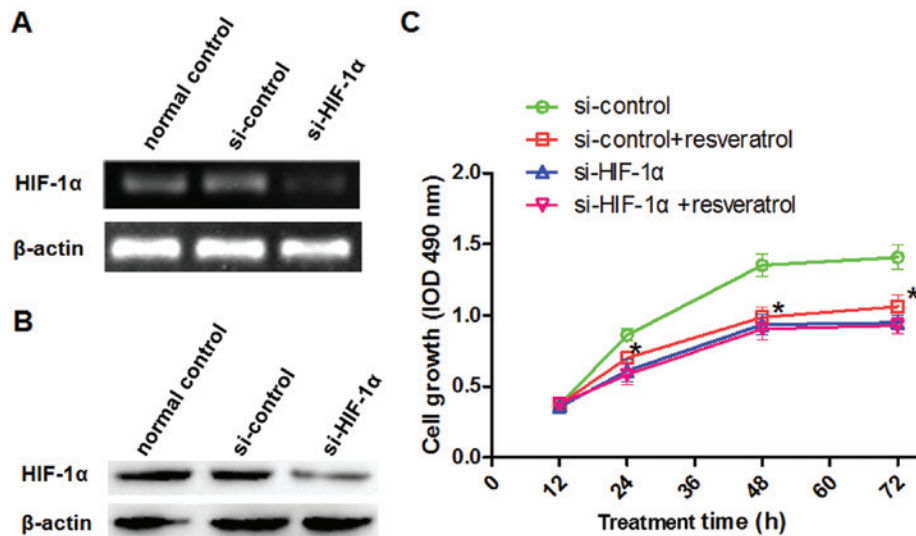 A
normal control
si-control
si-HIF-1α
HIF-1α
β-actin
B
normal control
si-control
si-HIF-1α
HIF-1α
β-actin
C
si-control
si-control+resveratrol
si-HIF-1α
si-HIF-1α +resveratrol
Cell growth (IOD 490 nm)
2.0
1.5
1.0
0.5
0.0
*
*
*
0
12
24
36
48
60
72
Treatment time (h)